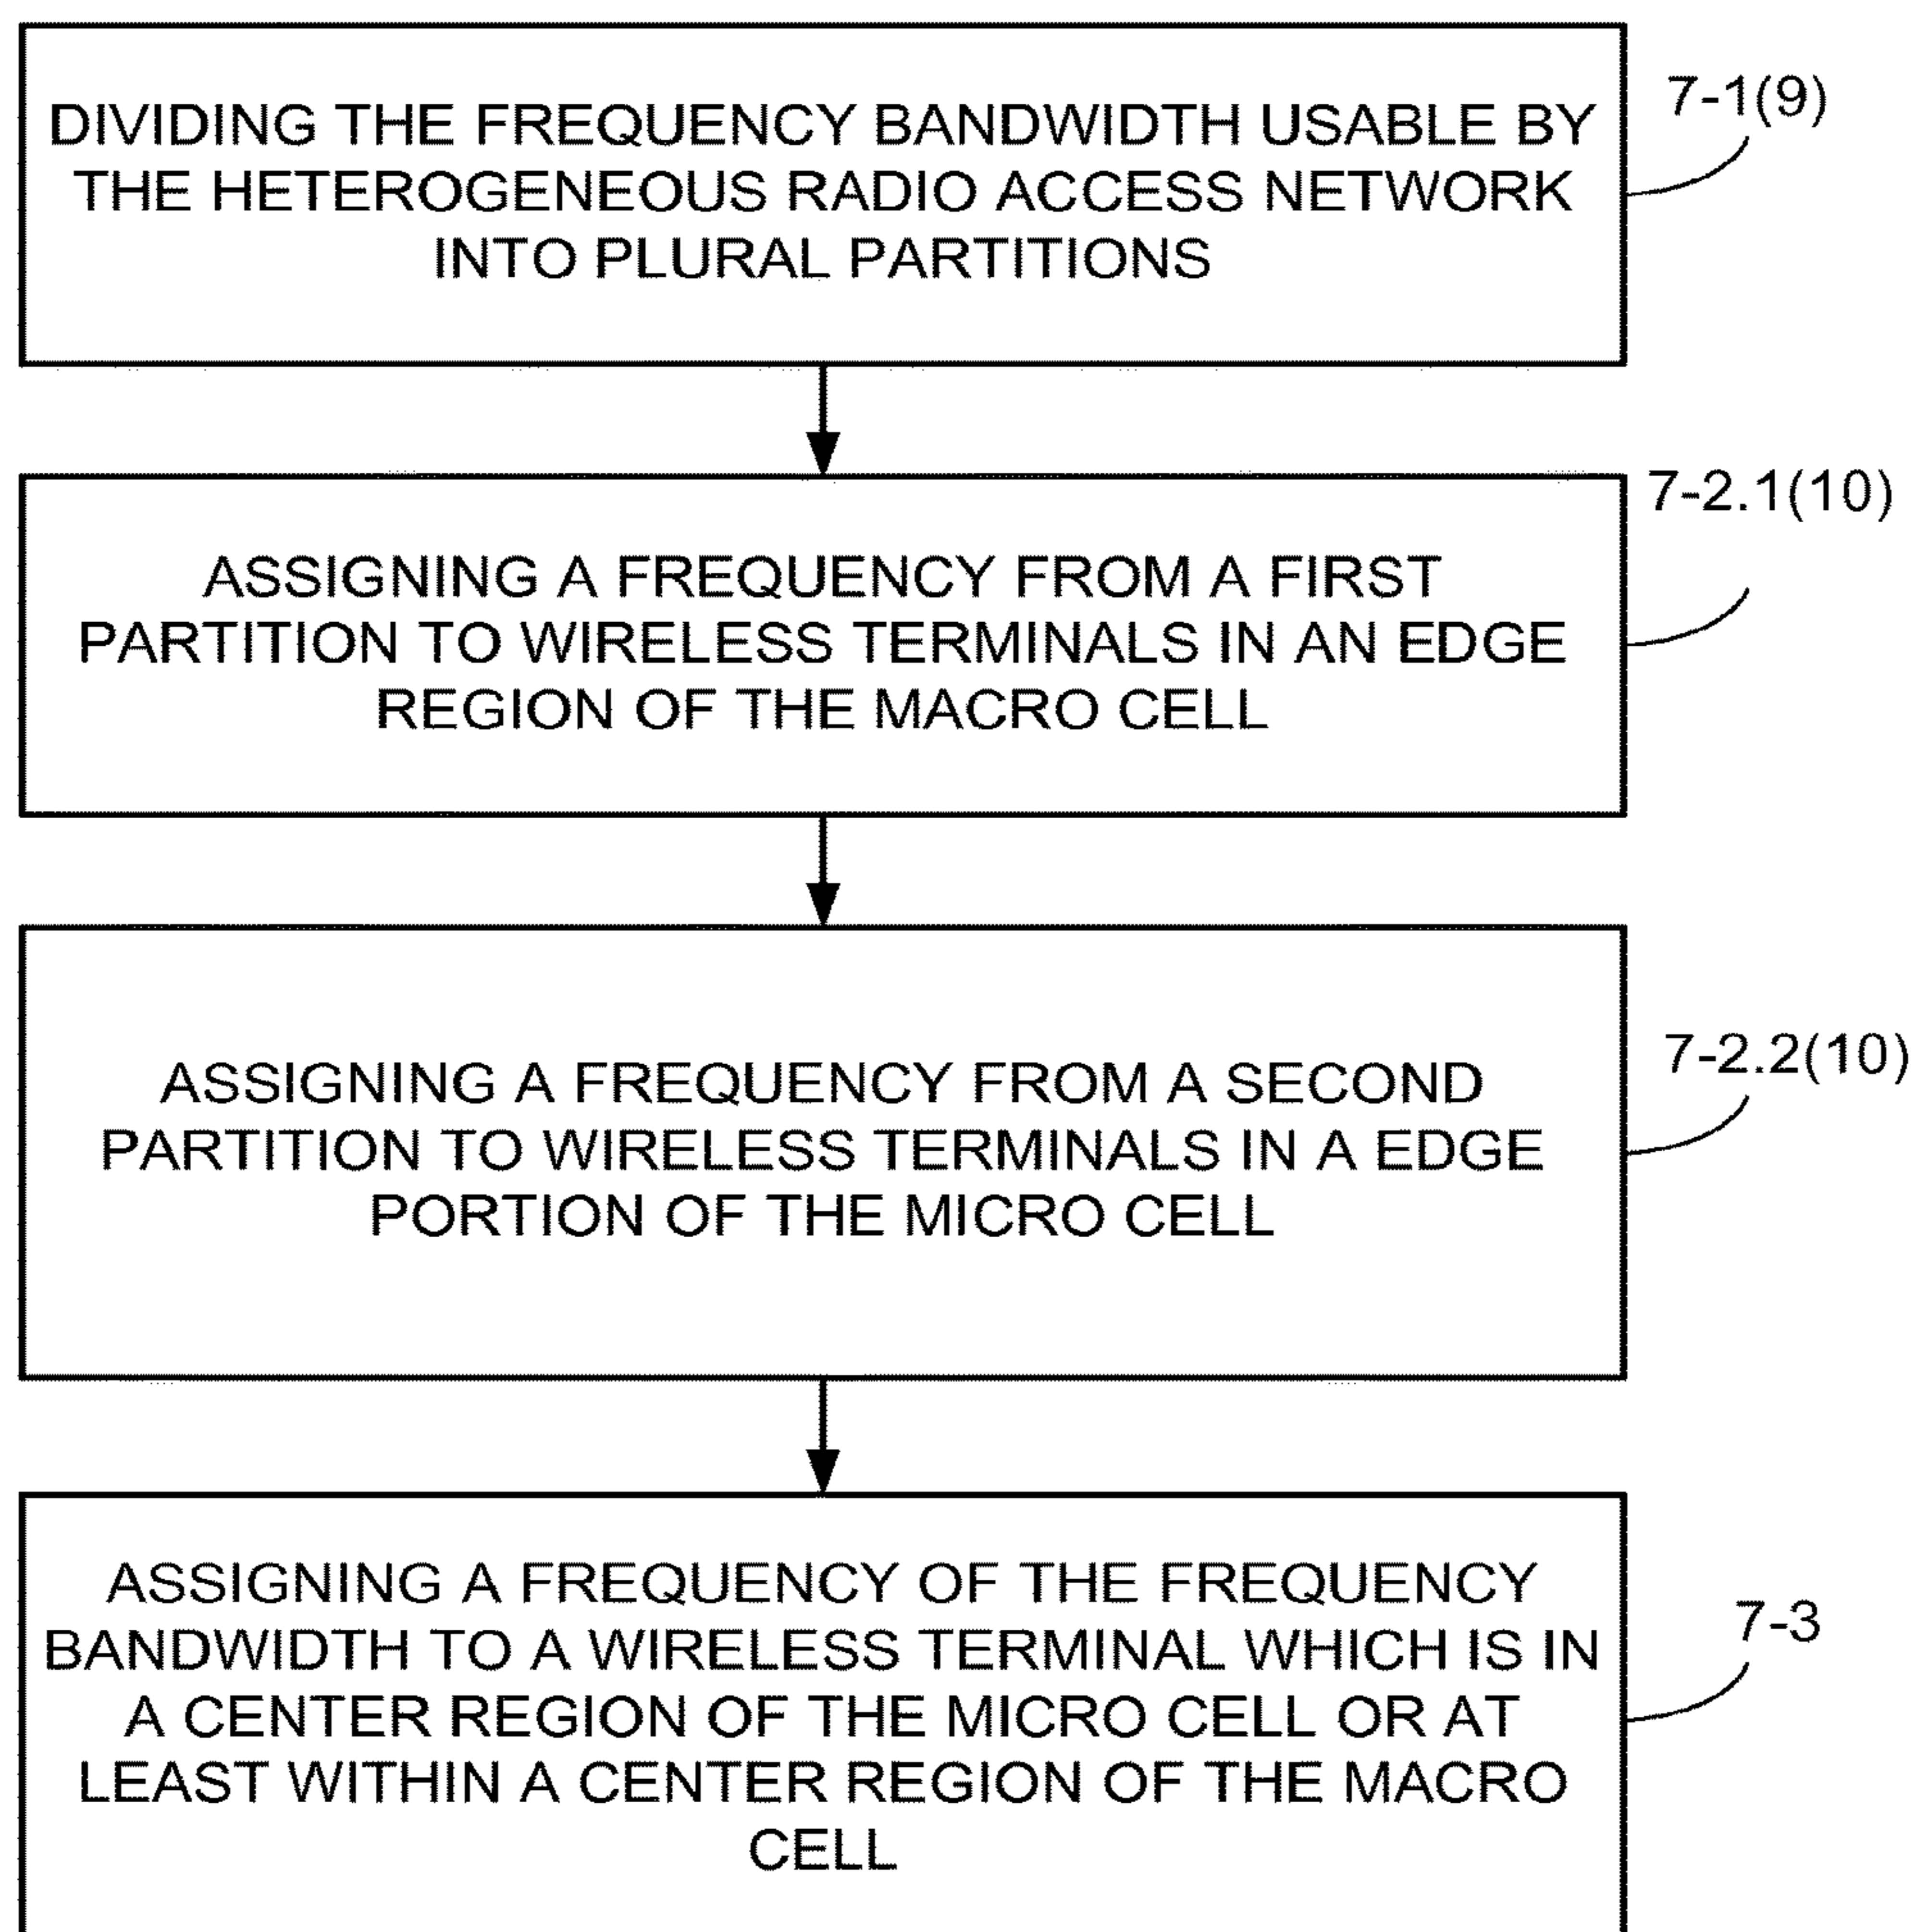 DIVIDING THE FREQUENCY BANDWIDTH USABLE BY
THE HETEROGENEOUS RADIO ACCESS NETWORK
INTO PLURAL PARTITIONS
7-1(9)
ASSIGNING A FREQUENCY FROM A FIRST
PARTITION TO WIRELESS TERMINALS IN AN EDGE
REGION OF THE MACRO CELL
7-2.1(10)
ASSIGNING A FREQUENCY FROM A SECOND
PARTITION TO WIRELESS TERMINALS IN A EDGE
PORTION OF THE MICRO CELL
7-2.2(10)
ASSIGNING A FREQUENCY OF THE FREQUENCY
BANDWIDTH TO A WIRELESS TERMINAL WHICH IS IN
A CENTER REGION OF THE MICRO CELL OR AT
LEAST WITHIN A CENTER REGION OF THE MACRO
CELL
7-3